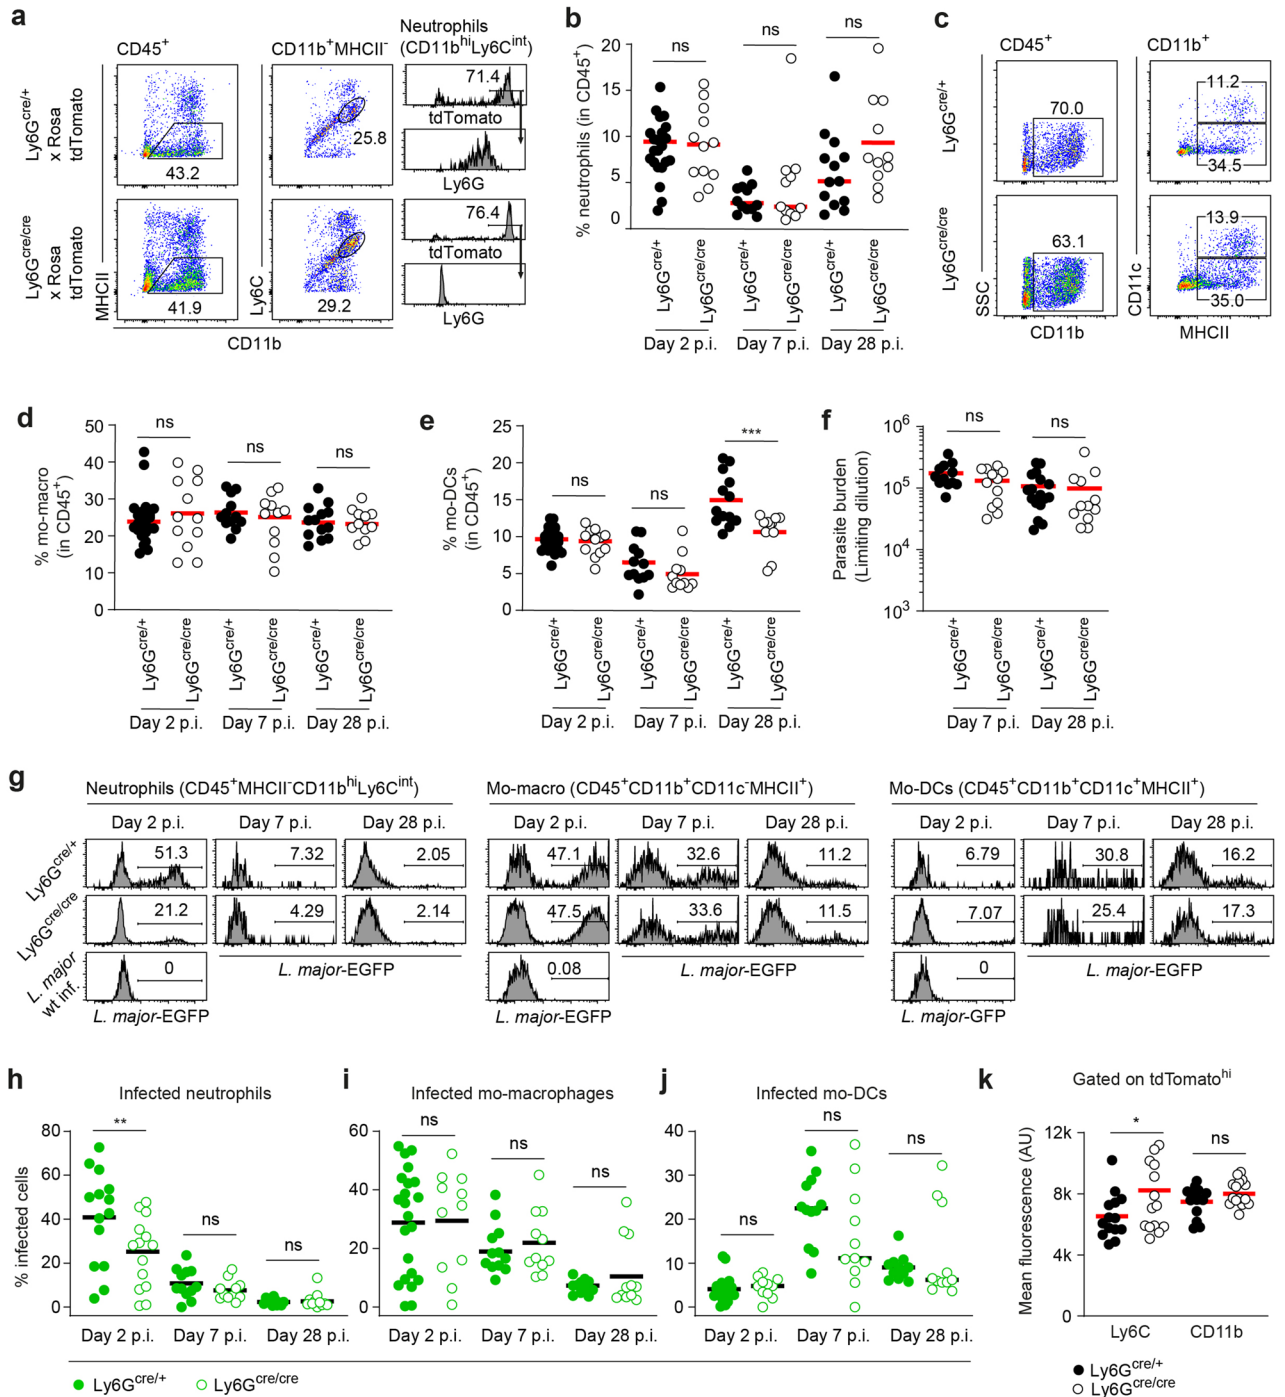 a
CD45+
CD11b+MHCII-
Neutrophils
(CD11bhiLy6Cint)
Ly6Gcre/+
x Rosa
tdTomato
43.2
25.8
71.4
tdTomato
Ly6G
Ly6Gcre/cre
x Rosa
tdTomato
MHCII
41.9
Ly6C
29.2
76.4
tdTomato
Ly6G
CD11b
b
% neutrophils (in CD45+)
20
15
10
5
0
ns
ns
ns
Ly6Gcre/+
Ly6Gcre/cre
Ly6Gcre/+
Ly6Gcre/cre
Ly6Gcre/+
Ly6Gcre/cre
Day 2 p.i.
Day 7 p.i.
Day 28 p.i.
c
CD45+
CD11b+
Ly6Gcre/+
70.0
11.2
34.5
Ly6Gcre/cre
63.1
13.9
35.0
SSC
CD11b
CD11c
MHCII
d
% mo-macro
(in CD45+)
50
40
30
20
10
0
ns
ns
ns
Ly6Gcre/+
Ly6Gcre/cre
Ly6Gcre/+
Ly6Gcre/cre
Ly6Gcre/+
Ly6Gcre/cre
Day 2 p.i.
Day 7 p.i.
Day 28 p.i.
e
% mo-DCs
(in CD45+)
25
20
15
10
5
0
ns
ns
***
Ly6Gcre/+
Ly6Gcre/cre
Ly6Gcre/+
Ly6Gcre/cre
Ly6Gcre/+
Ly6Gcre/cre
Day 2 p.i.
Day 7 p.i.
Day 28 p.i.
f
Parasite burden
(Limiting dilution)
10⁶
10⁵
10⁴
10³
ns
ns
Ly6Gcre/+
Ly6Gcre/cre
Ly6Gcre/+
Ly6Gcre/cre
Day 7 p.i.
Day 28 p.i.
g
Neutrophils (CD45+MHCII-CD11bhiLy6Cint)
Mo-macro (CD45+CD11b+CD11c-MHCII+)
Mo-DCs (CD45+CD11b+CD11c+MHCII+)
Day 2 p.i. Day 7 p.i. Day 28 p.i. Day 2 p.i. Day 7 p.i. Day 28 p.i. Day 2 p.i. Day 7 p.i. Day 28 p.i.
Ly6Gcre/+ 51.3 7.32 2.05 47.1 32.6 11.2 6.79 30.8 16.2
Ly6Gcre/cre 21.2 4.29 2.14 47.5 33.6 11.5 7.07 25.4 17.3
L. major
wt inf.
0 L. major-EGFP 0.08 L. major-EGFP 0 L. major-EGFP
L. major-EGFP L. major-EGFP L. major-GFP
h
Infected neutrophils
% infected cells
80
60
40
20
0
**
ns
ns
Day 2 p.i. Day 7 p.i. Day 28 p.i.
i
Infected mo-macrophages
60
40
20
0
ns
ns
ns
Day 2 p.i. Day 7 p.i. Day 28 p.i.
j
Infected mo-DCs
40
30
20
10
0
ns
ns
ns
Day 2 p.i. Day 7 p.i. Day 28 p.i.
Ly6Gcre/+ Ly6Gcre/cre
k
Gated on tdTomatohi
Mean fluorescence (AU)
12k
8k
4k
0
*
ns
Ly6C CD11b
Ly6Gcre/+
Ly6Gcre/cre